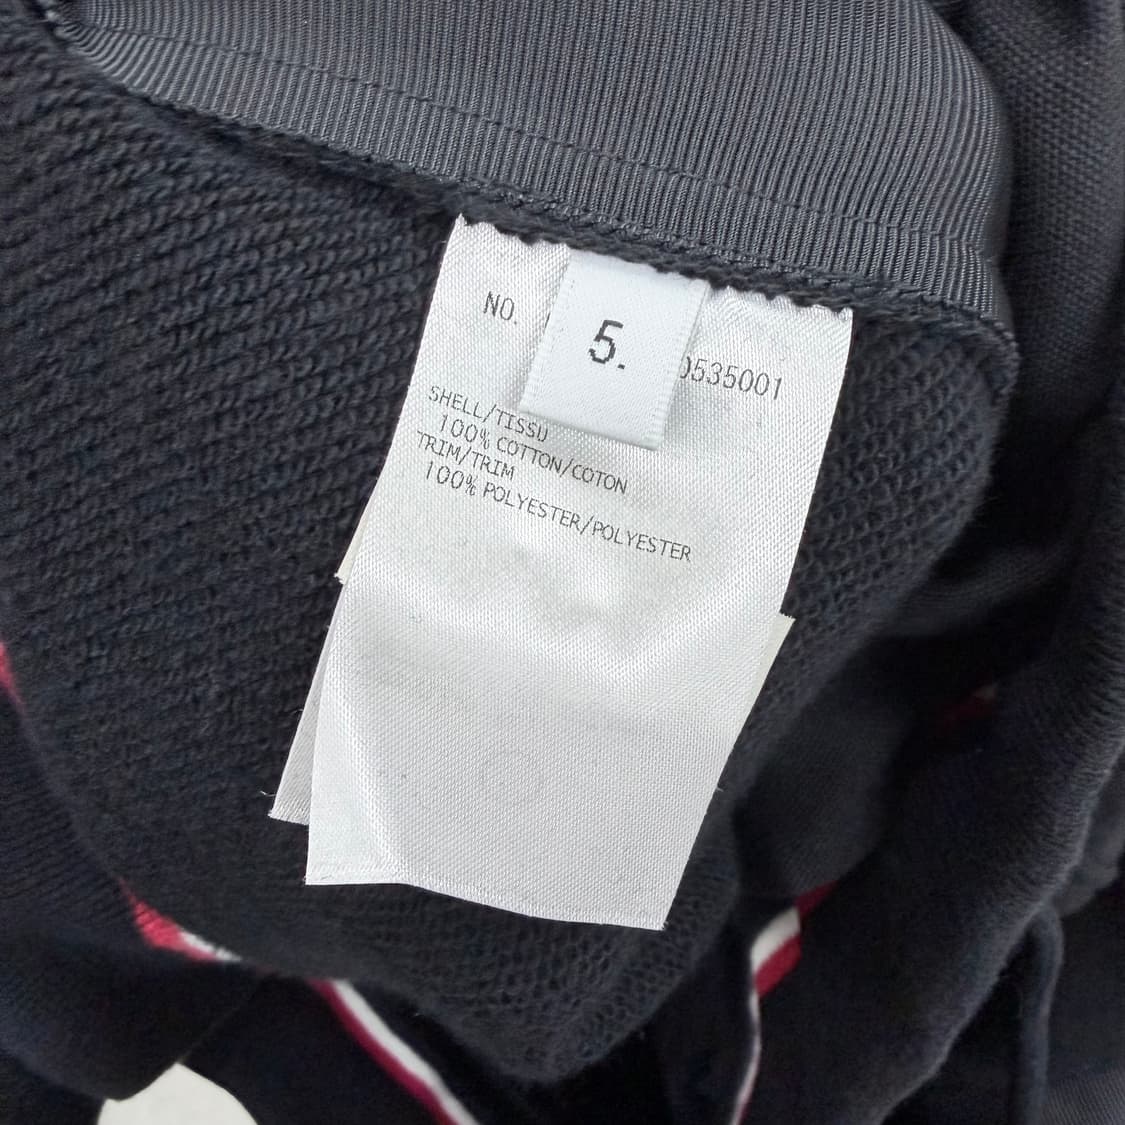 NO.
5.
0535001
SHELL/TISSU
100% COTTON/COTON
TRIM/TRIM
100% POLYESTER/POLYESTER